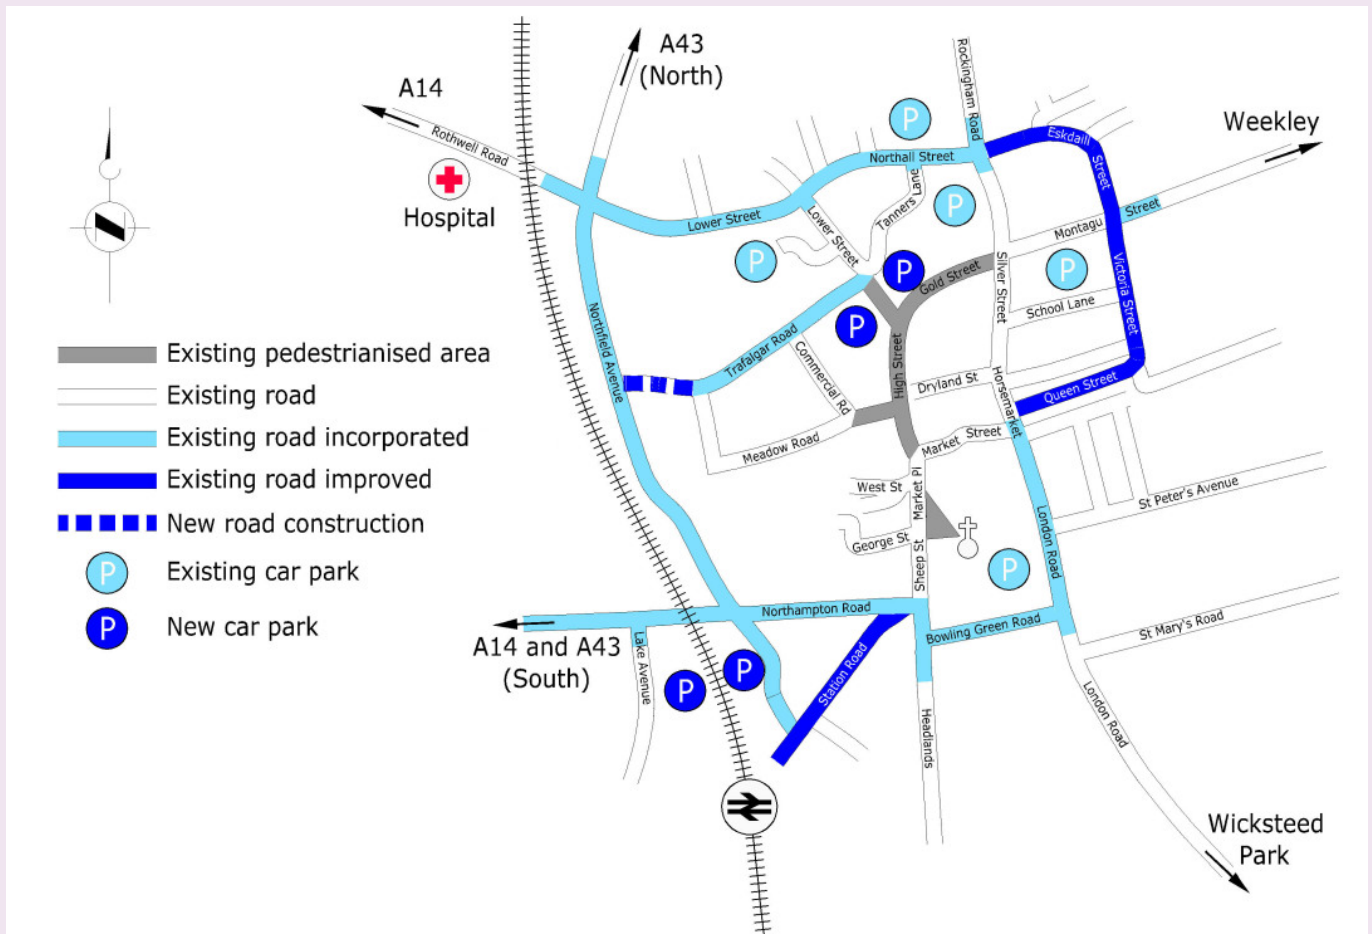 A43
(North)
A14
Rothwell Road
Hospital
Rockingham Road
P
Northall Street
Eskdaill
Street
Weekley
Tanners Lane
P
Lower Street
Lower Street
Montagu
Street
P
P
Gold Street
Silver Street
P
Victoria Street
School Lane
Northfield Avenue
P
Trafalgar Road
High Street
Commercial Rd
Dryland St
Horsemarket
Queen Street
Meadow Road
Market
Street
West St
Market Pl
George St
Sheep St
St Peter's Avenue
London Road
P
Existing pedestrianised area
Existing road
Existing road incorporated
Existing road improved
New road construction
P
Existing car park
P
New car park
Northampton Road
Bowling Green Road
St Mary's Road
A14 and A43
(South)
Lake Avenue
P
P
Station Road
Headlands
London Road
Wicksteed
Park